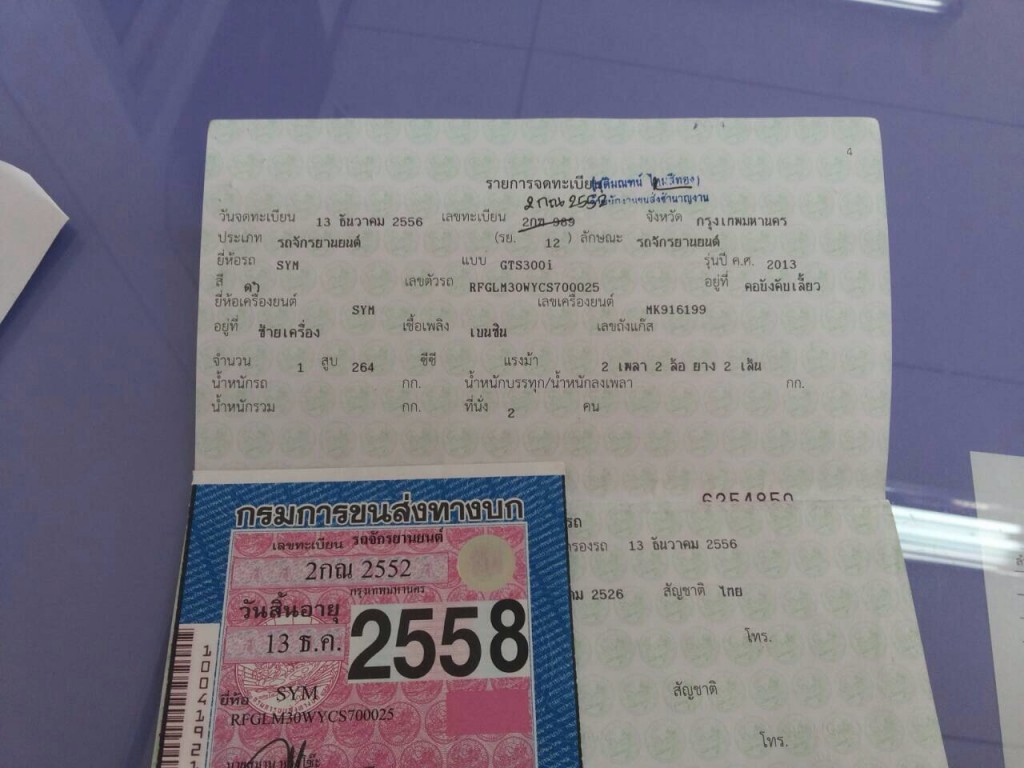 4
รายการจดทะเบียน
2กณ 2552
วันจดทะเบียน 13 ธันวาคม 2556 เลขทะเบียน 2กฆ 989 จังหวัด กรุงเทพมหานคร
ประเภท รถจักรยานยนต์ (รย. 12 ) ลักษณะ รถจักรยานยนต์
ยี่ห้อรถ SYM แบบ GTS300i รุ่นปี ค.ศ. 2013
สี ดำ เลขตัวรถ RFGLM30WYCS700025 อยู่ที่ คอบังคับเลี้ยว
ยี่ห้อเครื่องยนต์ SYM เลขเครื่องยนต์ MK916199
อยู่ที่ ซ้ายเครื่อง เชื้อเพลิง เบนซิน เลขถังแก๊ส
จำนวน 1 สูบ 264 ซีซี แรงม้า 2 เพลา 2 ล้อ ยาง 2 เส้น
น้ำหนักรถ กก. น้ำหนักบรรทุก/น้ำหนักลงเพลา กก.
น้ำหนักรวม กก. ที่นั่ง 2 คน
6254850
กรมการขนส่งทางบก
เลขทะเบียน รถจักรยานยนต์
2กณ 2552
กรุงเทพมหานคร
วันสิ้นอายุ
13 ธ.ค. 2558
ยี่ห้อ SYM
RFGLM30WYCS700025
1004192
รถ
ครองรถ 13 ธันวาคม 2556
2526 สัญชาติ ไทย
โทร.
สัญชาติ
โทร.